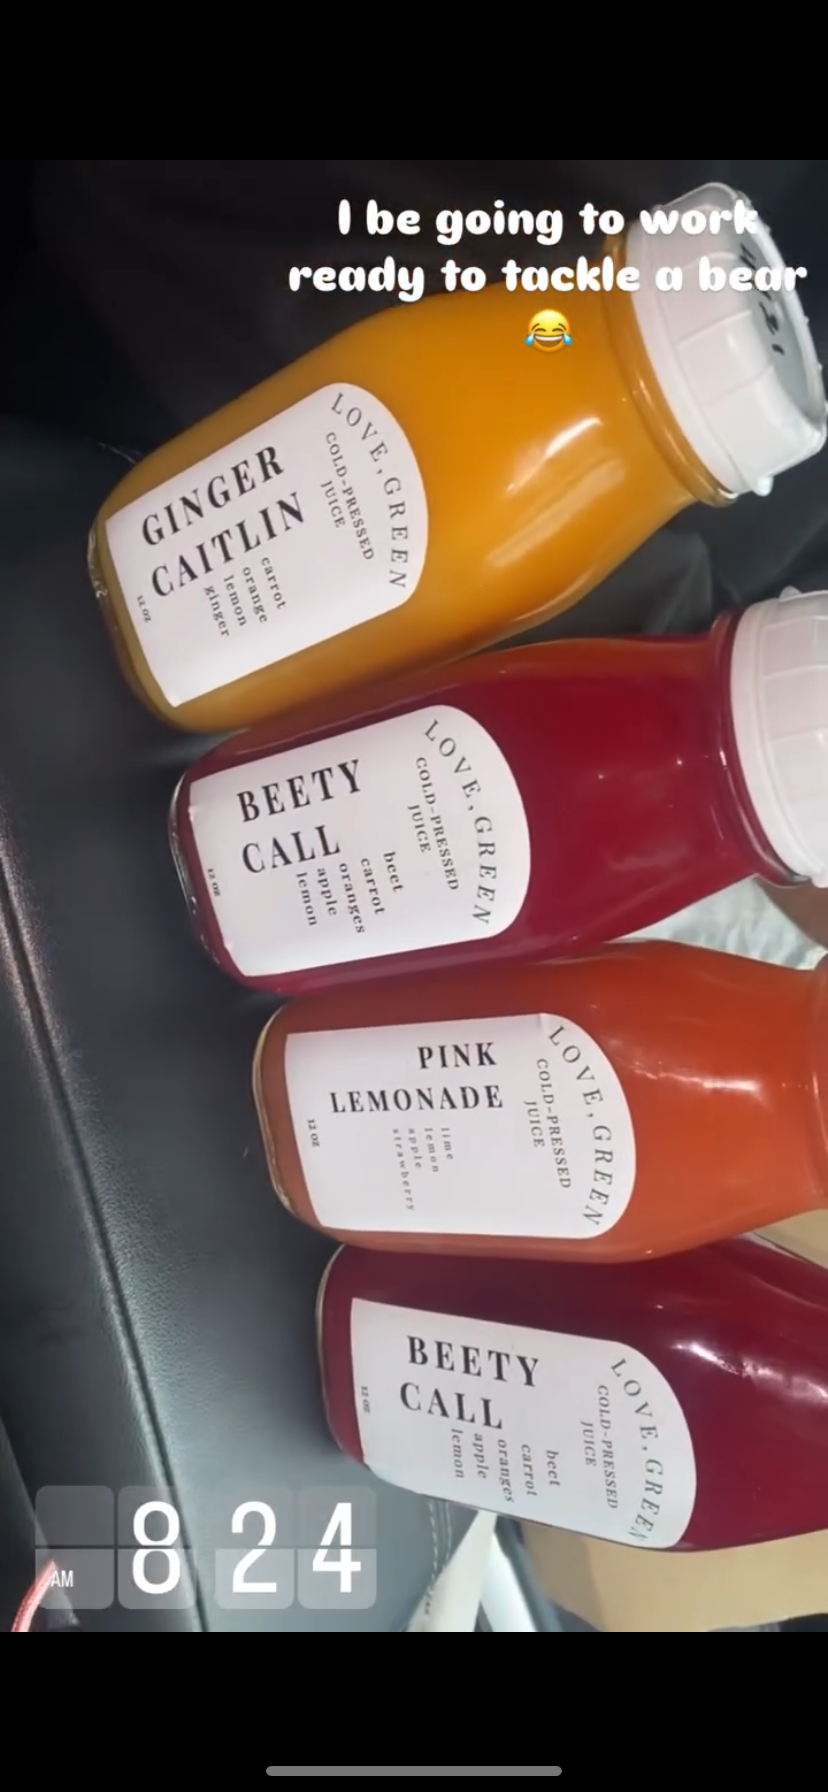 I be going to work
ready to tackle a bear
😂
LOVE, GREEN
COLD-PRESSED
JUICE
GINGER
CAITLIN
carrot
orange
lemon
ginger
12 OZ
LOVE, GREEN
COLD-PRESSED
JUICE
BEETY
CALL
beet
carrot
oranges
apple
lemon
12 OZ
LOVE, GREEN
COLD-PRESSED
JUICE
PINK
LEMONADE
lime
lemon
apple
strawberry
12 OZ
LOVE, GREEN
COLD-PRESSED
JUICE
BEETY
CALL
beet
carrot
oranges
apple
lemon
12 OZ
AM 8 24